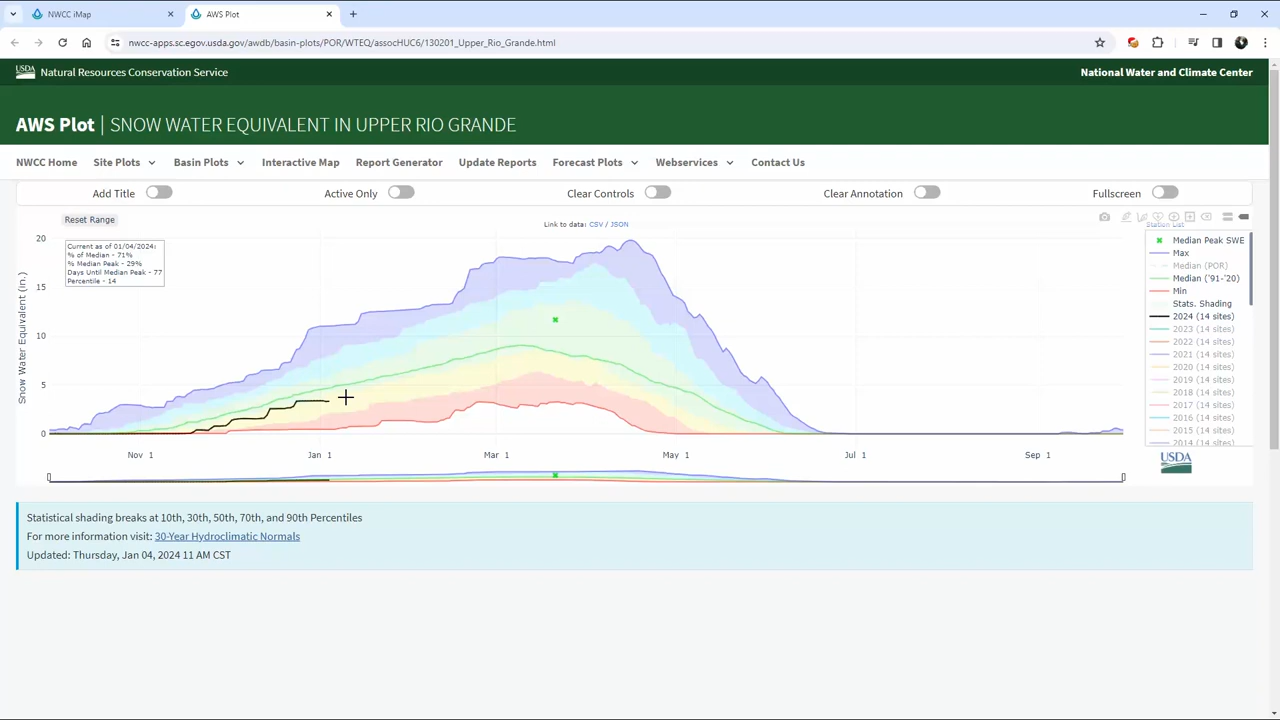 NWCC iMap
AWS Plot
nwcc-apps.sc.egov.usda.gov/awdb/basin-plots/POR/WTEQ/assocHUC6/130201_Upper_Rio_Grande.html
USDA Natural Resources Conservation Service
National Water and Climate Center
AWS Plot | SNOW WATER EQUIVALENT IN UPPER RIO GRANDE
NWCC Home Site Plots Basin Plots Interactive Map Report Generator Update Reports Forecast Plots Webservices Contact Us
Add Title Active Only Clear Controls Clear Annotation Fullscreen
Reset Range
Link to data: CSV / JSON
Station List
Current as of 01/04/2024:
% of Median - 71%
% Median Peak - 29%
Days Until Median Peak - 77
Percentile - 14
Snow Water Equivalent (in.)
20
15
10
5
0
Nov 1 Jan 1 Mar 1 May 1 Jul 1 Sep 1
Median Peak SWE
Max
Median (POR)
Median ('91-'20)
Min
Stats. Shading
2024 (14 sites)
2023 (14 sites)
2022 (14 sites)
2021 (14 sites)
2020 (14 sites)
2019 (14 sites)
2018 (14 sites)
2017 (14 sites)
2016 (14 sites)
2015 (14 sites)
2014 (14 sites)
USDA
Statistical shading breaks at 10th, 30th, 50th, 70th, and 90th Percentiles
For more information visit: 30-Year Hydroclimatic Normals
Updated: Thursday, Jan 04, 2024 11 AM CST